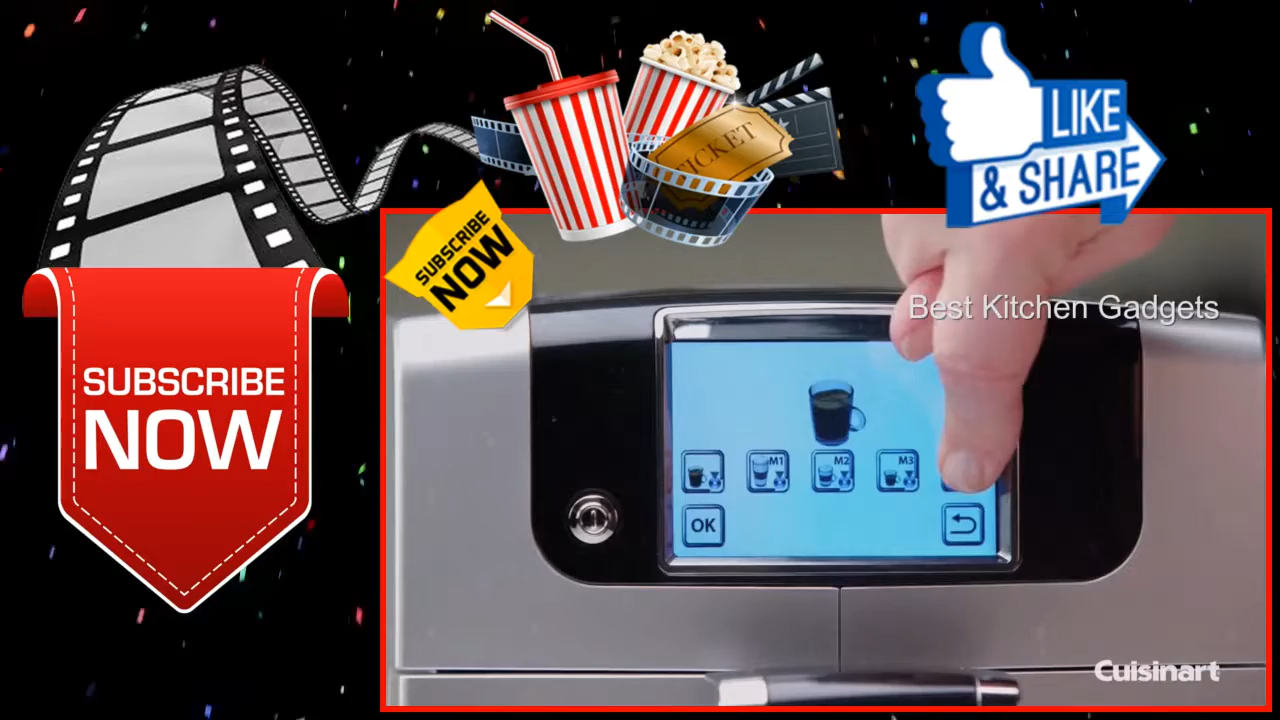 LIKE
& SHARE
TICKET
SUBSCRIBE
NOW
Best Kitchen Gadgets
SUBSCRIBE
NOW
M1
M2
M3
OK
Cuisinart